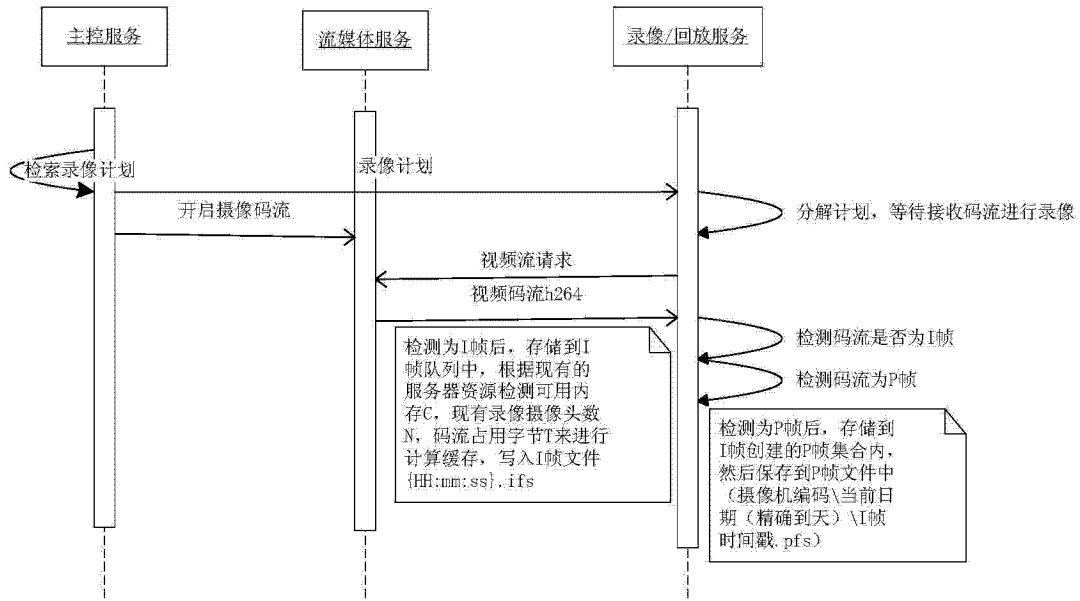 主控服务
流媒体服务
录像/回放服务
检索录像计划
录像计划
开启摄像码流
分解计划，等待接收码流进行录像
视频流请求
视频码流h264
检测码流是否为I帧
检测码流为P帧
检测为I帧后，存储到I
帧队列中，根据现有的
服务器资源检测可用内
存C，现有录像摄像头数
N，码流占用字节T来进行
计算缓存，写入I帧文件
{HH:mm:ss}.ifs
检测为P帧后，存储到
I帧创建的P帧集合内，
然后保存到P帧文件中
（摄像机编码\当前日
期（精确到天）\I帧
时间戳.pfs）